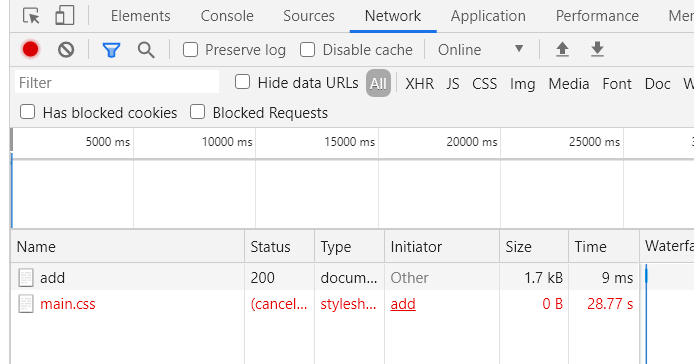 Elements Console Sources Network Application Performance Mer
Preserve log Disable cache Online
Filter Hide data URLs All XHR JS CSS Img Media Font Doc W
Has blocked cookies Blocked Requests
5000 ms 10000 ms 15000 ms 20000 ms 25000 ms 3
Name Status Type Initiator Size Time Waterfa
add 200 docum... Other 1.7 kB 9 ms
main.css (cancel... stylesh... add 0 B 28.77 s